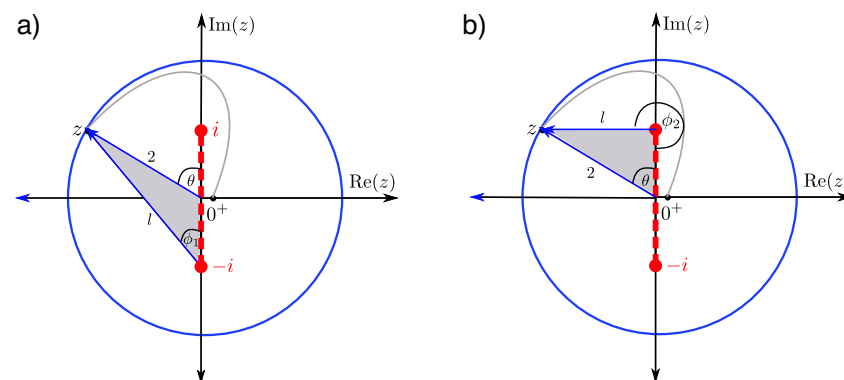 a)
Im(z)
z
i
2
θ
Re(z)
0⁺
l
ϕ₁
−i
b)
Im(z)
l
ϕ₂
z
θ
2
Re(z)
0⁺
−i